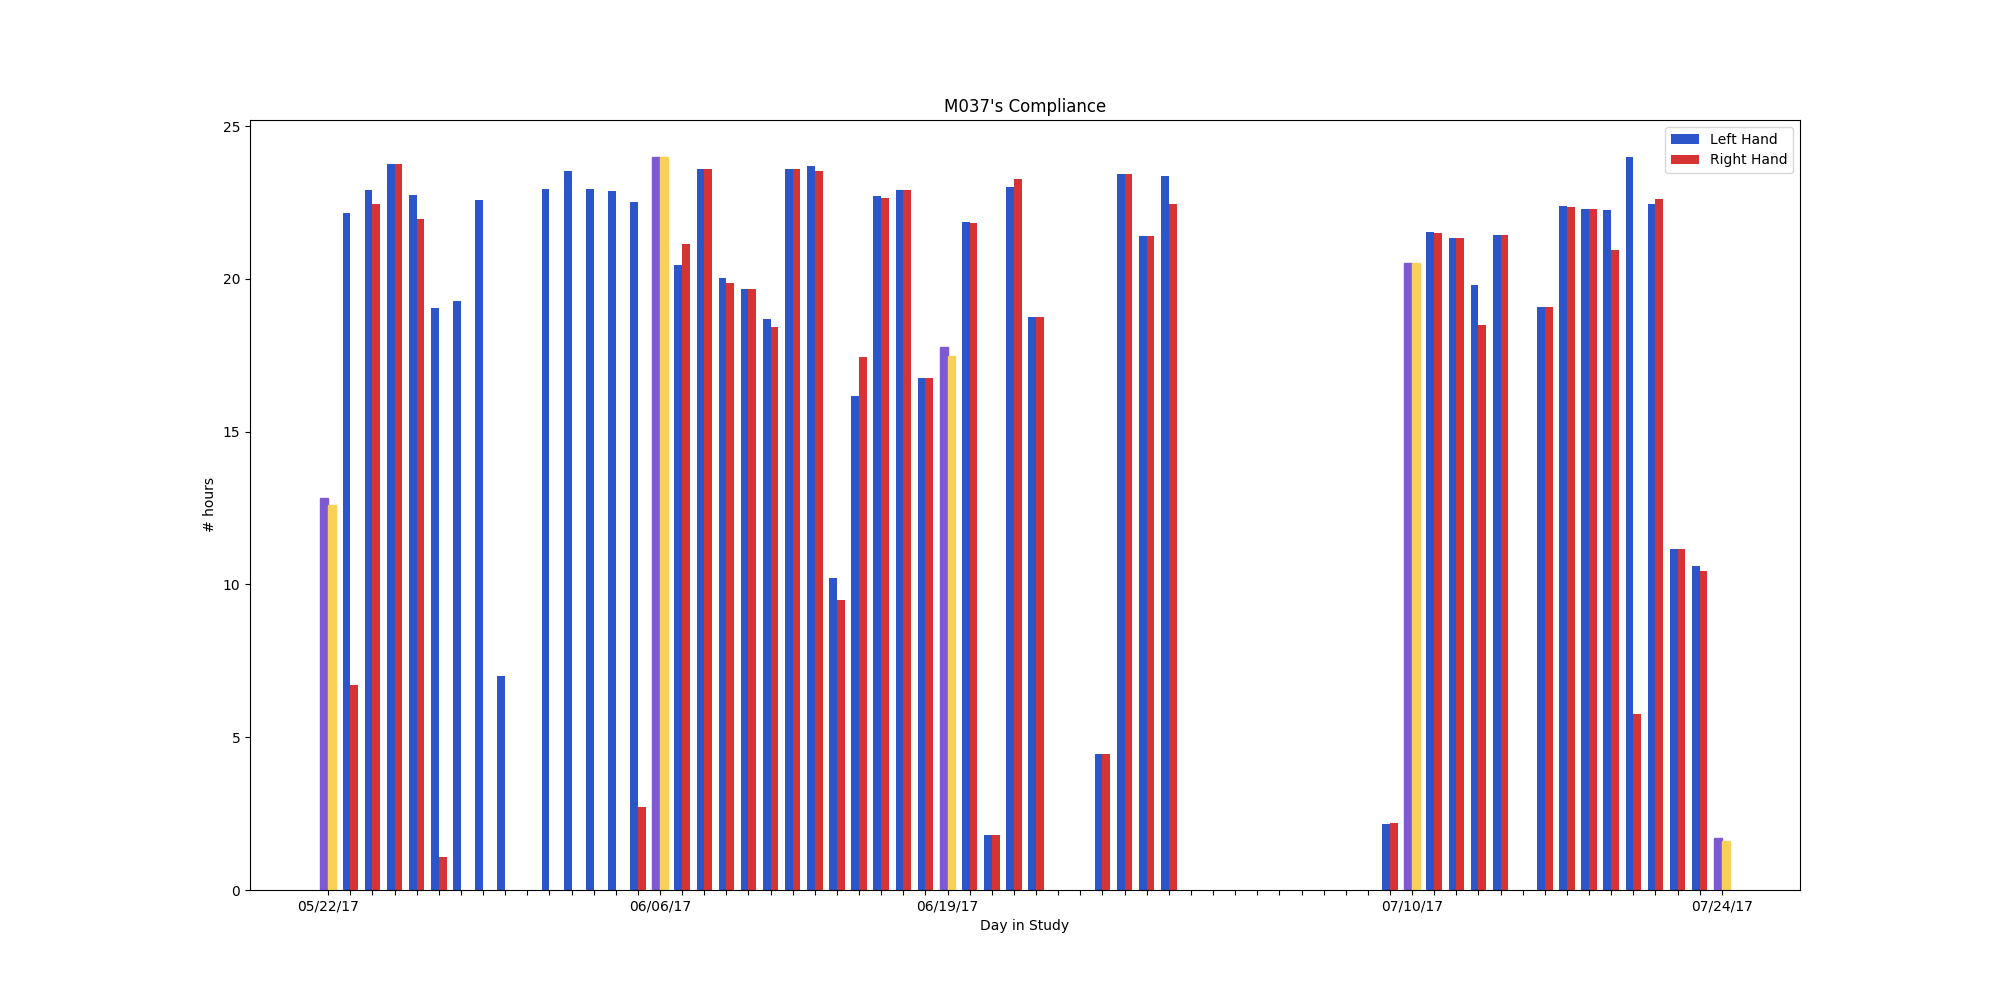 M037's Compliance
Left Hand
Right Hand
25
20
15
10
5
0
# hours
05/22/17
06/06/17
06/19/17
07/10/17
07/24/17
Day in Study